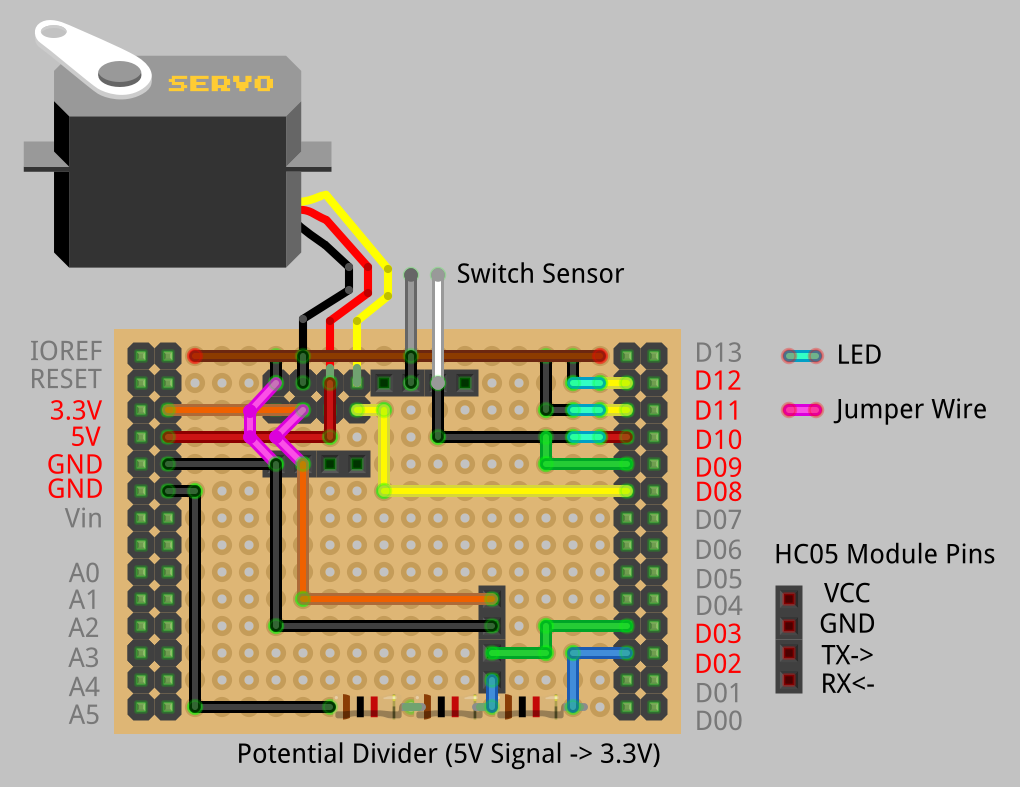 SERVO
Switch Sensor
IOREF
RESET
3.3V
5V
GND
GND
Vin
A0
A1
A2
A3
A4
A5
D13
D12
D11
D10
D09
D08
D07
D06
D05
D04
D03
D02
D01
D00
LED
Jumper Wire
HC05 Module Pins
VCC
GND
TX->
RX<-
Potential Divider (5V Signal -> 3.3V)